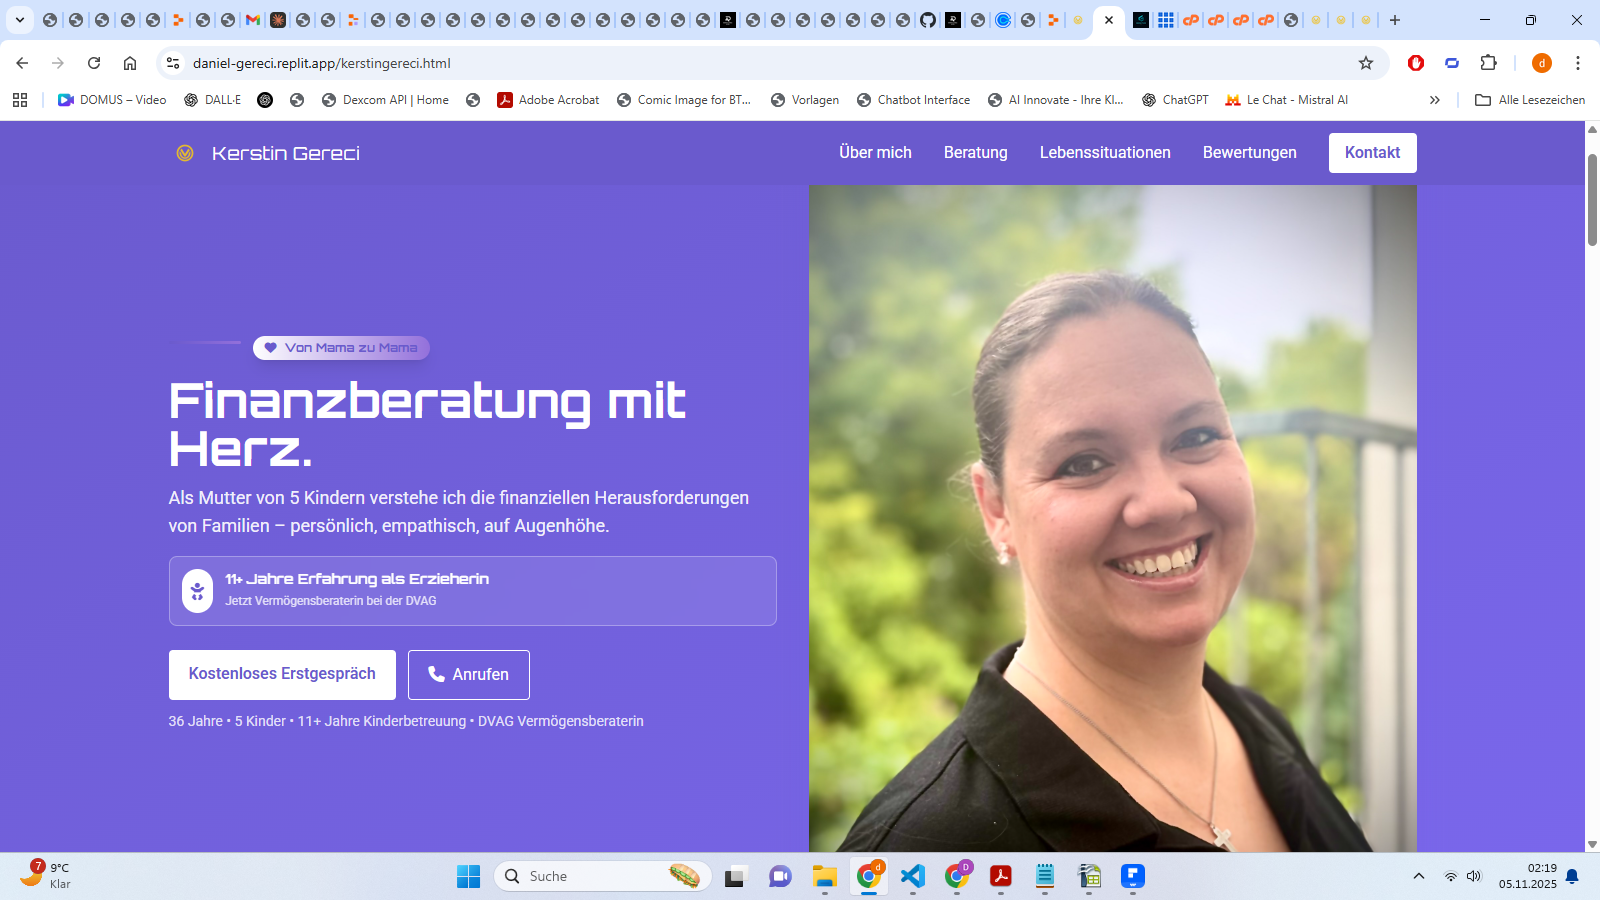 daniel-gereci.replit.app/kerstingereci.html
d
DOMUS – Video
DALL·E
Dexcom API | Home
Adobe Acrobat
Comic Image for BT...
Vorlagen
Chatbot Interface
AI Innovate - Ihre KI...
ChatGPT
Le Chat - Mistral AI
Alle Lesezeichen
Kerstin Gereci
Über mich
Beratung
Lebenssituationen
Bewertungen
Kontakt
Von Mama zu Mama
Finanzberatung mit
Herz.
Als Mutter von 5 Kindern verstehe ich die finanziellen Herausforderungen
von Familien – persönlich, empathisch, auf Augenhöhe.
11+ Jahre Erfahrung als Erzieherin
Jetzt Vermögensberaterin bei der DVAG
Kostenloses Erstgespräch
Anrufen
36 Jahre • 5 Kinder • 11+ Jahre Kinderbetreuung • DVAG Vermögensberaterin
7
9°C
Klar
Suche
d
D
02:19
05.11.2025